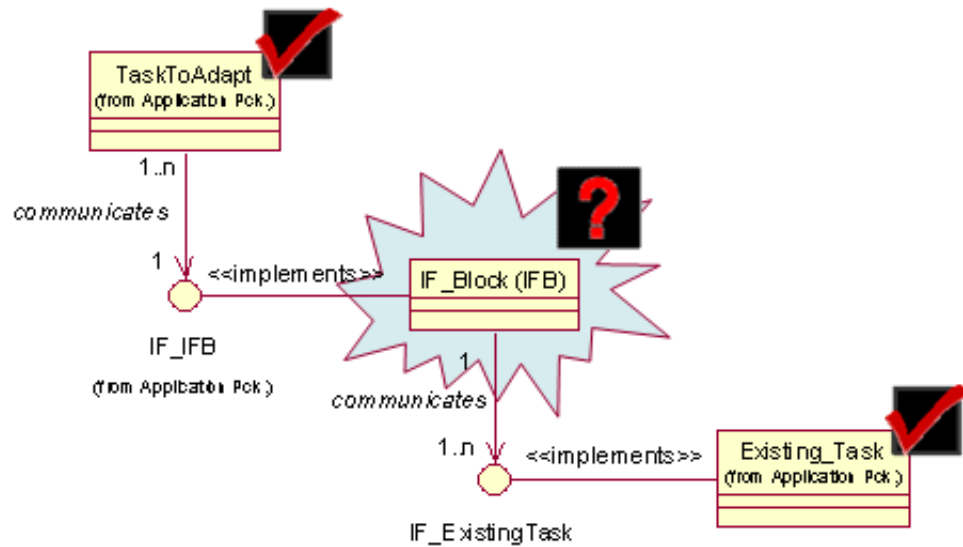 TaskToAdapt
(from Application Pck.)
1..n
communicates
1
<<implements>>
IF_Block (IFB)
IF_IFB
(from Application Pck.)
1
communicates
1..n
<<implements>>
Existing_Task
(from Application Pck.)
IF_ExistingTask
?